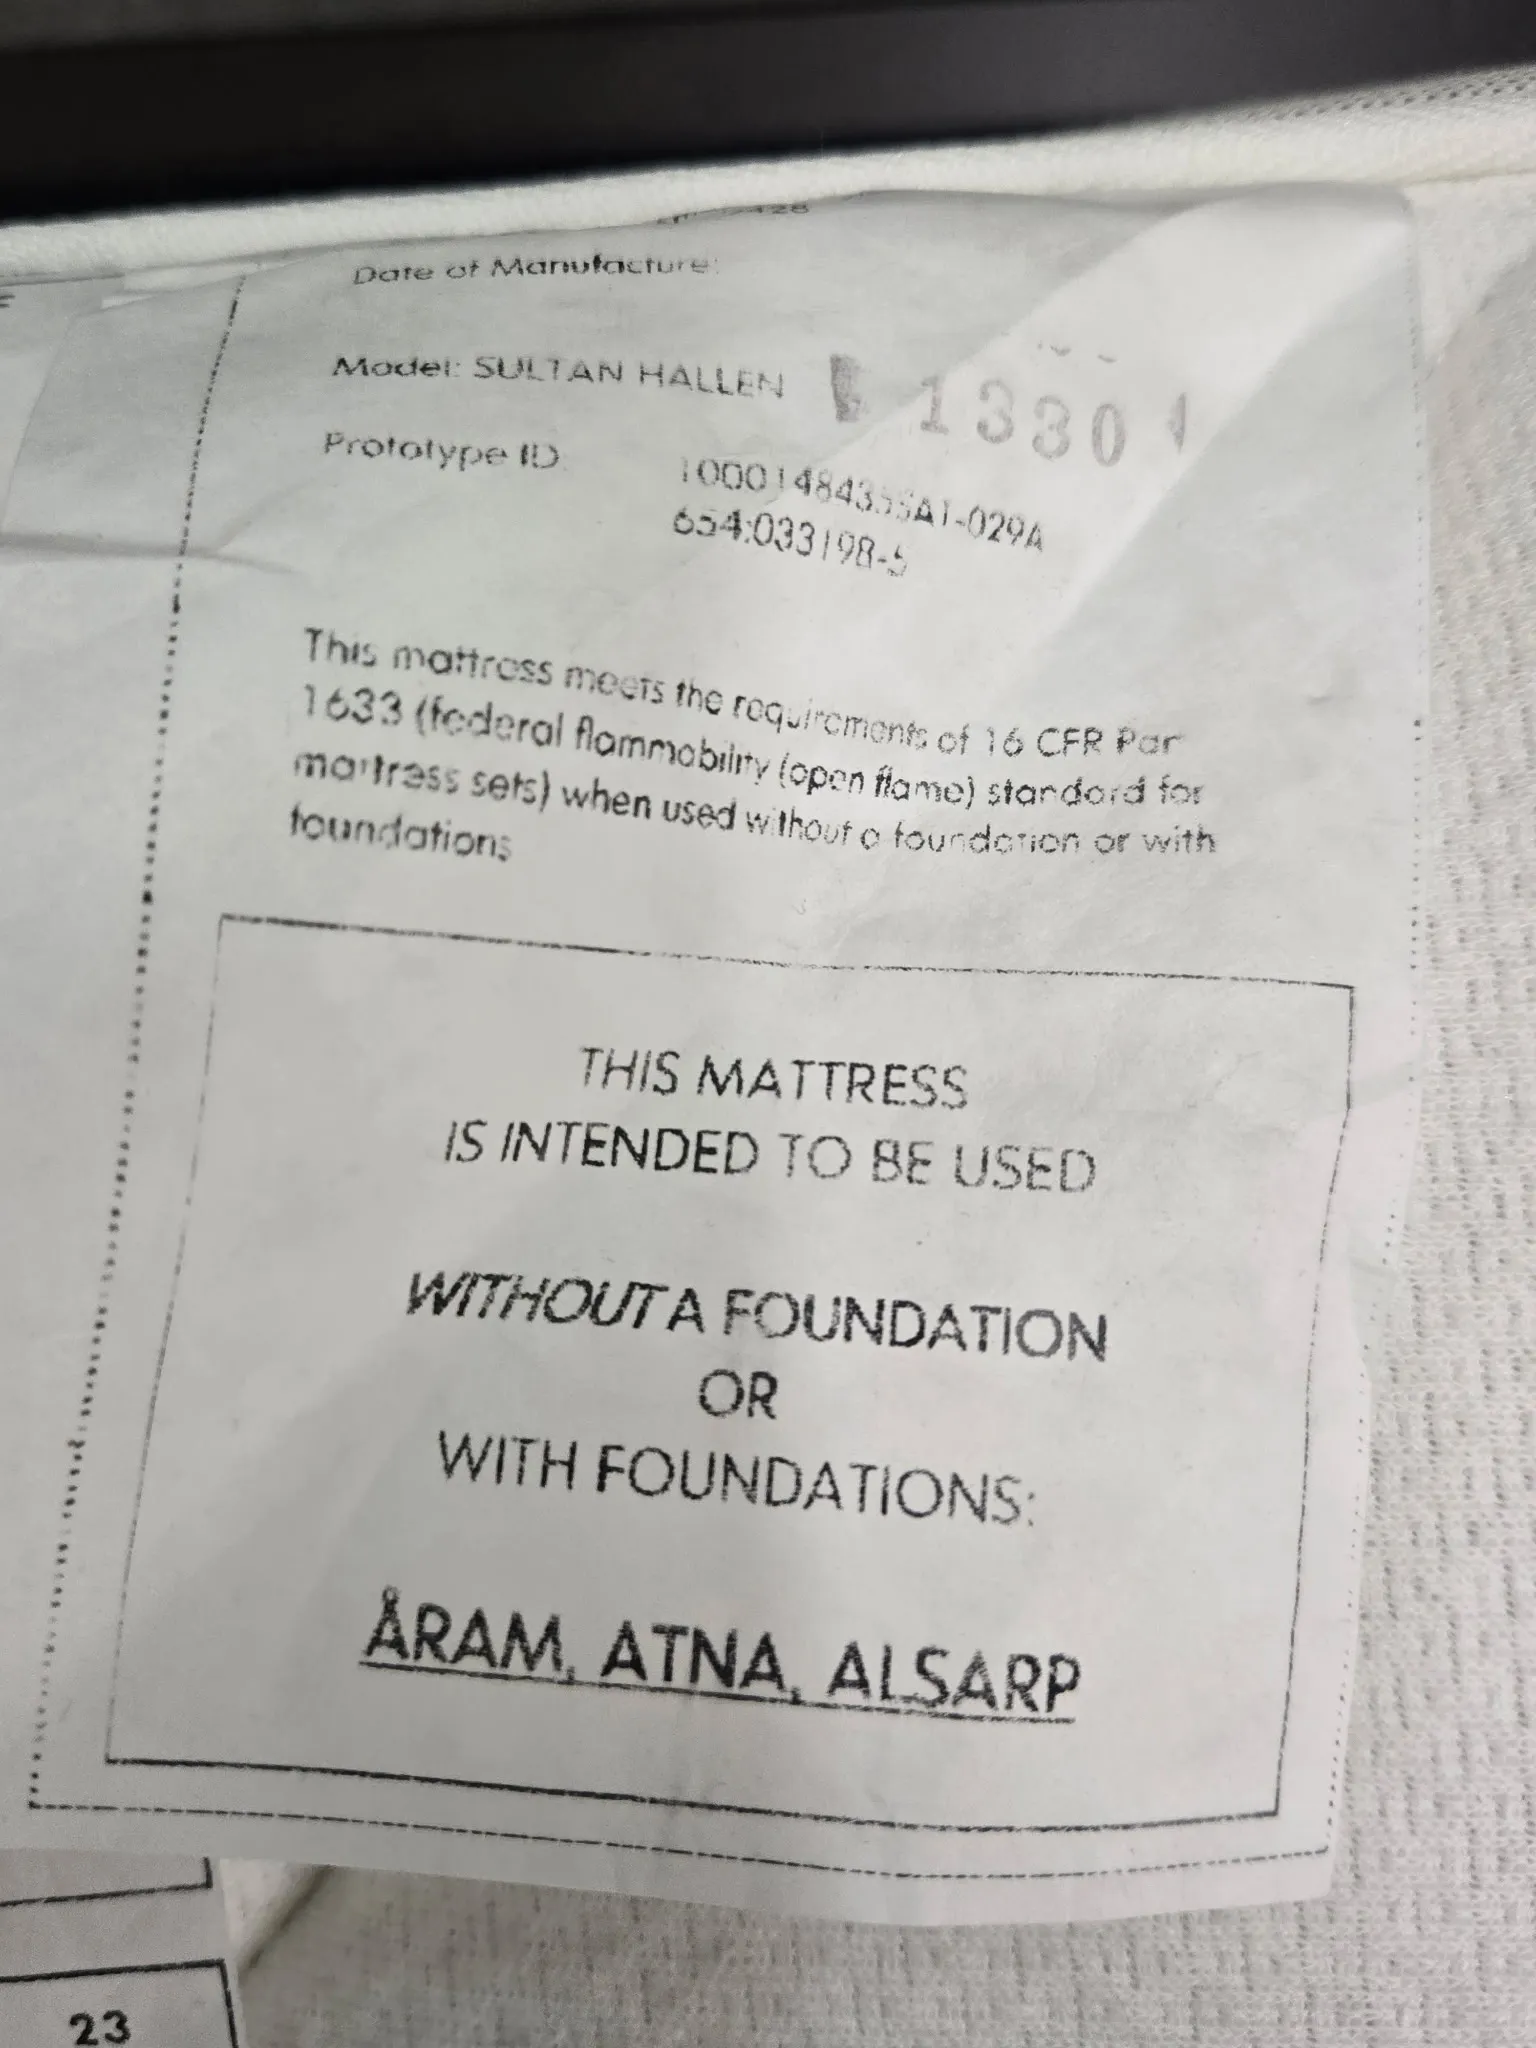 Date of Manufacture:
Model: SULTAN HALLEN
1330
Prototype ID
654:033198-5
This mattress meets the requirements of 16 CFR Par
1633 (federal flammability (open flame) standard for
mattress sets) when used without a foundation or with
foundations
THIS MATTRESS
IS INTENDED TO BE USED
WITHOUT A FOUNDATION
OR
WITH FOUNDATIONS:
ÅRAM, ATNA, ALSARP
23